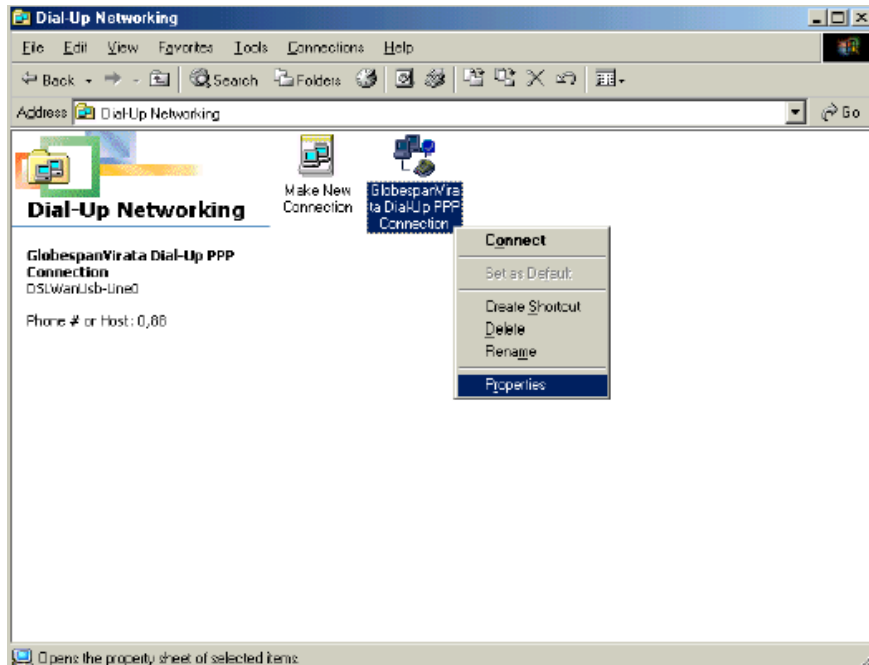 Dial-Up Networking
File Edit View Favorites Tools Connections Help
Back Search Folders
Address Dial-Up Networking Go
Make New
Connection
GlobespanVira
ta Dial-Up PPP
Connection
Dial-Up Networking
GlobespanVirata Dial-Up PPP
Connection
DSLWanUsb-Line0
Phone # or Host: 0,88
Connect
Set as Default
Create Shortcut
Delete
Rename
Properties
Opens the property sheet of selected items.